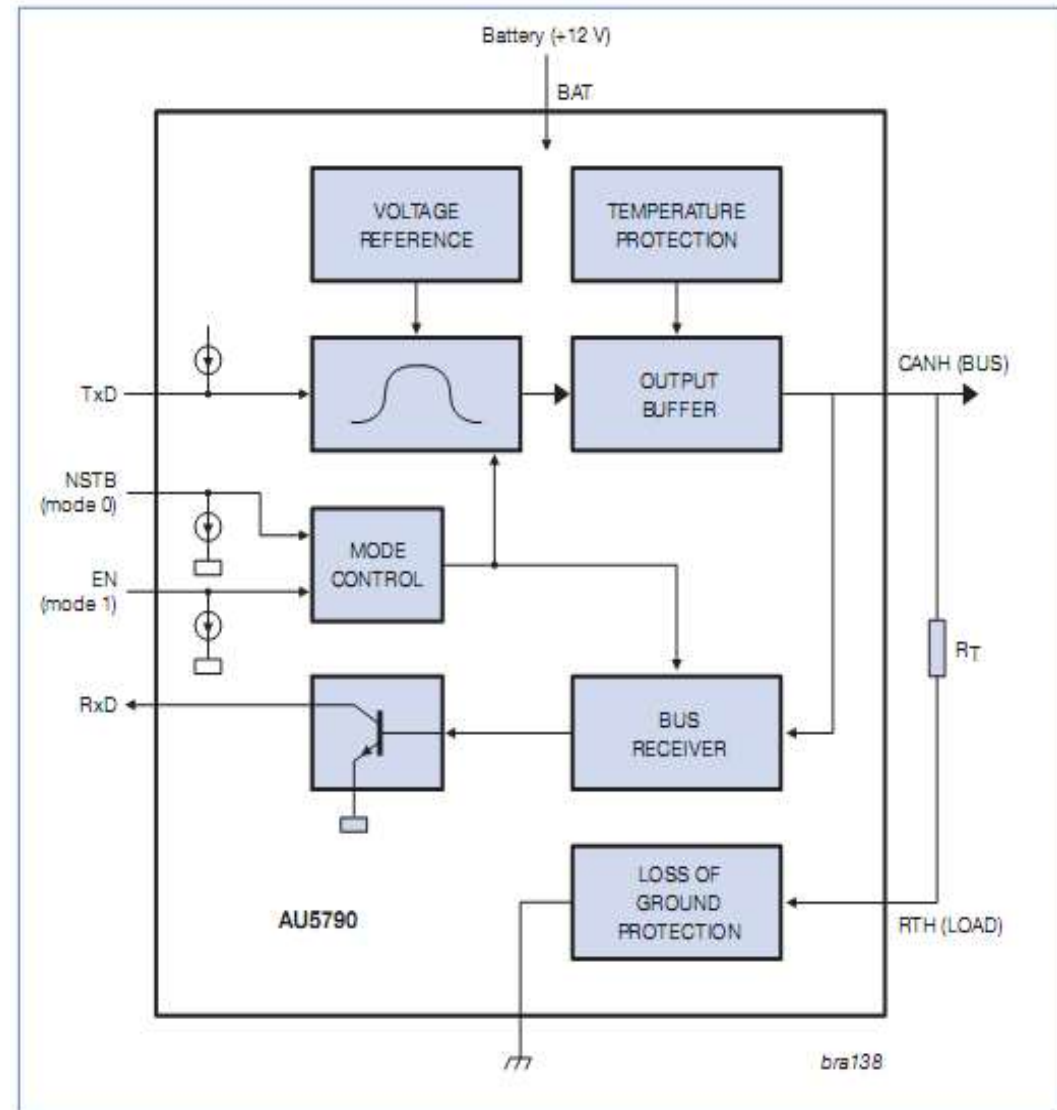 Battery (+12 V)
BAT
VOLTAGE
REFERENCE
TEMPERATURE
PROTECTION
TxD
OUTPUT
BUFFER
CANH (BUS)
NSTB
(mode 0)
MODE
CONTROL
EN
(mode 1)
RT
RxD
BUS
RECEIVER
LOSS OF
GROUND
PROTECTION
AU5790
RTH (LOAD)
bra138